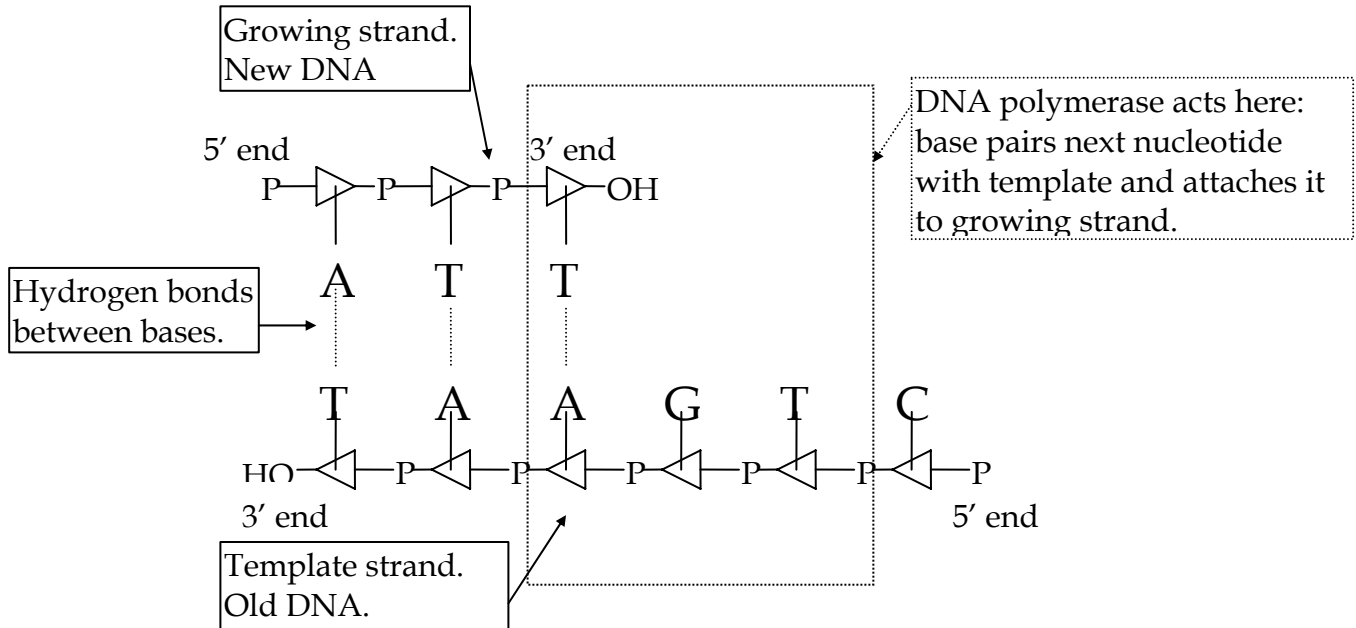 Growing strand.
New DNA
DNA polymerase acts here:
base pairs next nucleotide
with template and attaches it
to growing strand.
5’ end
3’ end
P P P OH
A T T
Hydrogen bonds
between bases.
T A A G T C
HO P P P P P P
3’ end
5’ end
Template strand.
Old DNA.